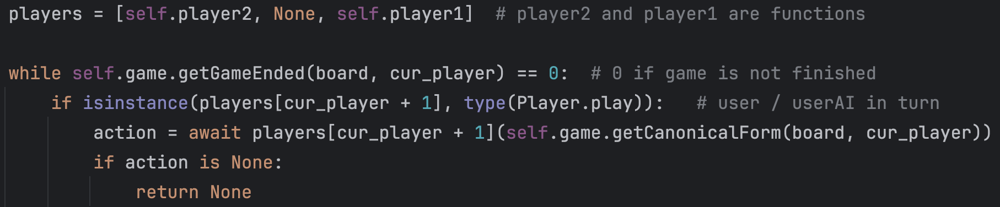 players = [self.player2, None, self.player1]  # player2 and player1 are functions
while self.game.getGameEnded(board, cur_player) == 0:  # 0 if game is not finished
    if isinstance(players[cur_player + 1], type(Player.play)):   # user / userAI in turn
        action = await players[cur_player + 1](self.game.getCanonicalForm(board, cur_player))
        if action is None:
            return None